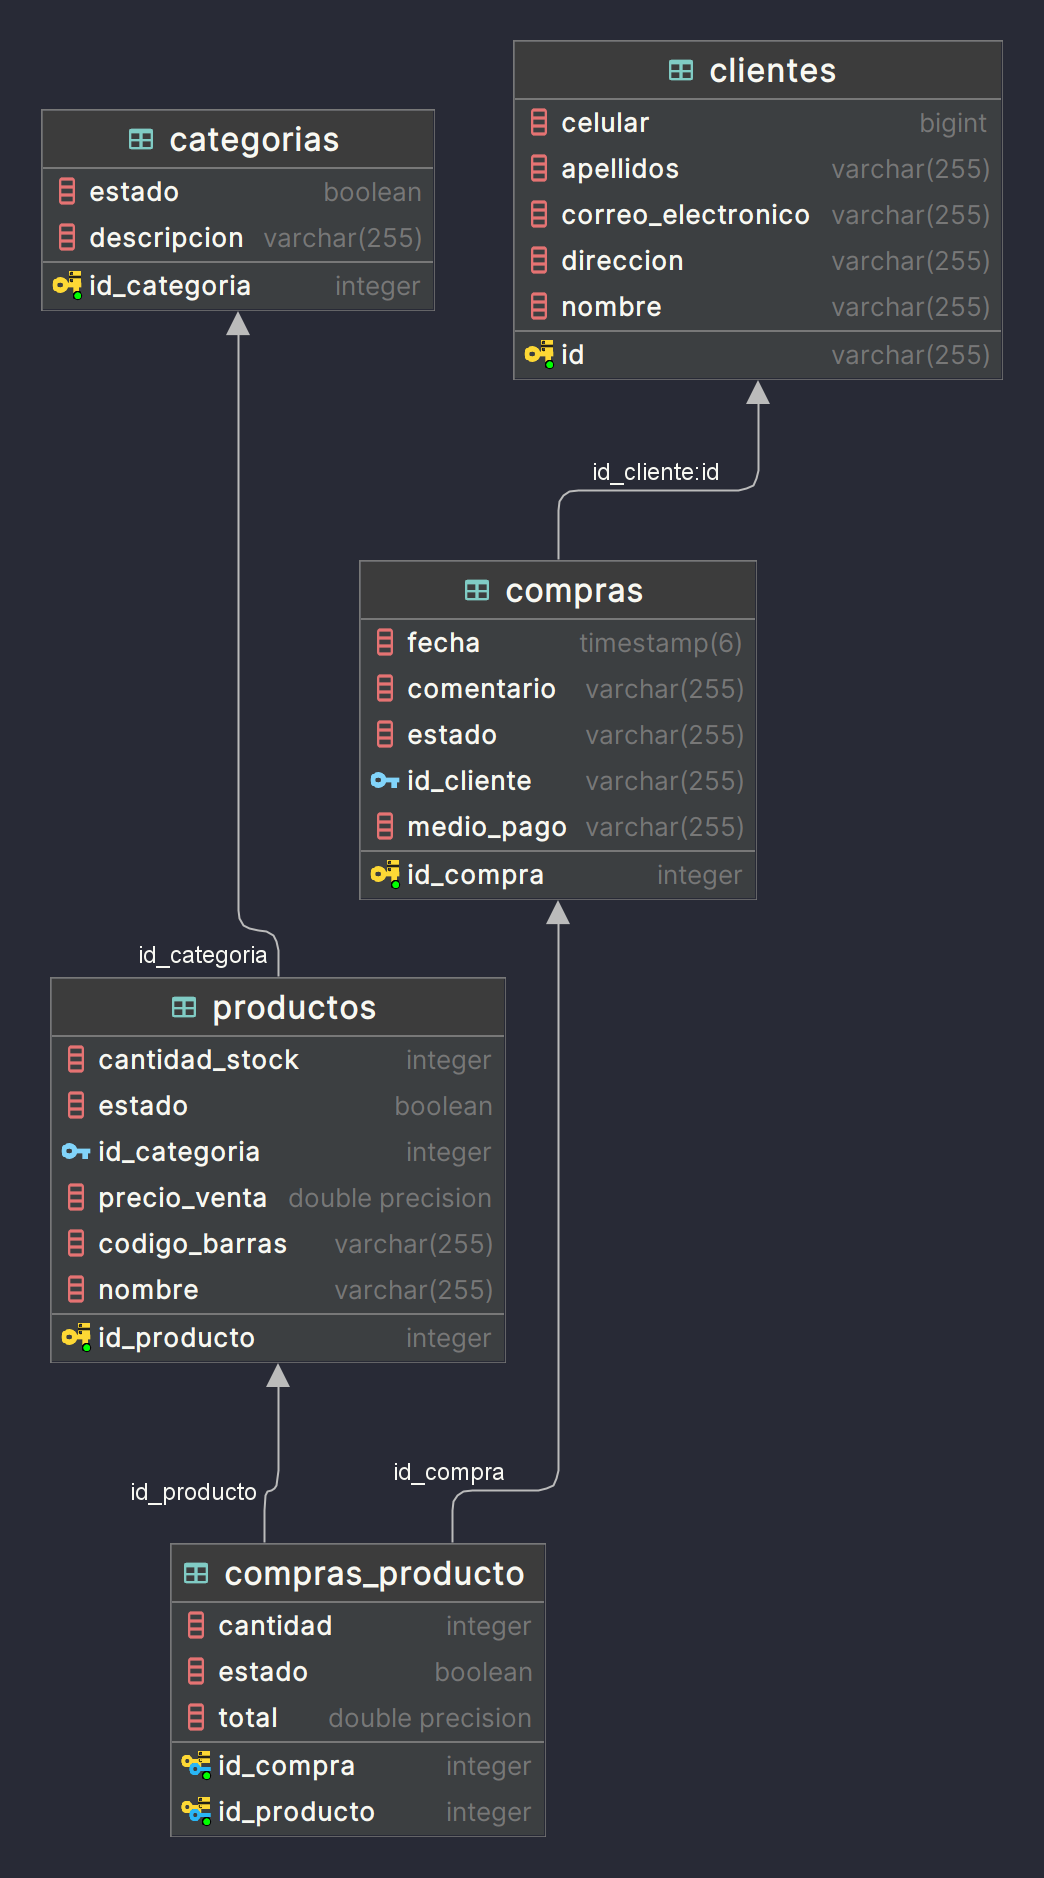 categorias
estado boolean
descripcion varchar(255)
id_categoria integer
clientes
celular bigint
apellidos varchar(255)
correo_electronico varchar(255)
direccion varchar(255)
nombre varchar(255)
id varchar(255)
id_cliente:id
compras
fecha timestamp(6)
comentario varchar(255)
estado varchar(255)
id_cliente varchar(255)
medio_pago varchar(255)
id_compra integer
id_categoria
productos
cantidad_stock integer
estado boolean
id_categoria integer
precio_venta double precision
codigo_barras varchar(255)
nombre varchar(255)
id_producto integer
id_producto
id_compra
compras_producto
cantidad integer
estado boolean
total double precision
id_compra integer
id_producto integer